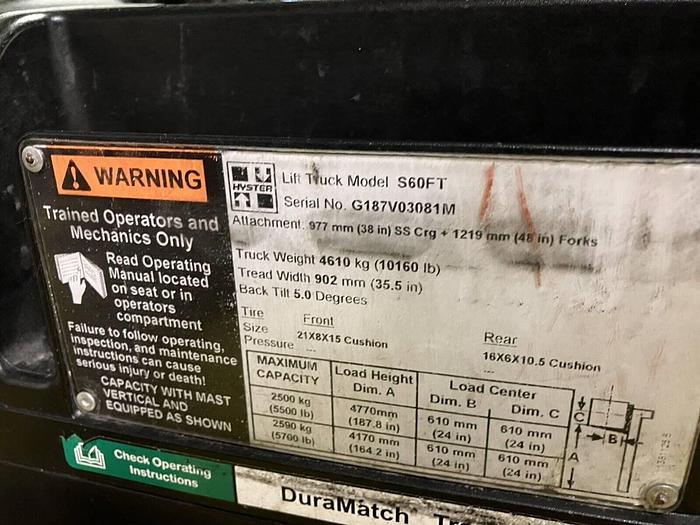 WARNING
Trained Operators and
Mechanics Only
Read Operating
Manual located
on seat or in
operators
compartment
Failure to follow operating,
inspection, and maintenance
instructions can cause
serious injury or death!
CAPACITY WITH MAST
VERTICAL AND
EQUIPPED AS SHOWN
HYSTER
Lift Truck Model S60FT
Serial No. G187V03081M
Attachment: 977 mm (38 in) SS Crg + 1219 mm (48 in) Forks
Truck Weight 4610 kg (10160 lb)
Tread Width 902 mm (35.5 in)
Back Tilt 5.0 Degrees
Tire Front Rear
Size 21X8X15 Cushion 16X6X10.5 Cushion
Pressure --- ---
MAXIMUM CAPACITY Load Height Dim. A Load Center Dim. B Dim. C
2500 kg (5500 lb) 4770mm (187.8 in) 610 mm (24 in) 610 mm (24 in)
2590 kg (5700 lb) 4170 mm (164.2 in) 610 mm (24 in) 610 mm (24 in)
C
B
A
Check Operating
Instructions
DuraMatch